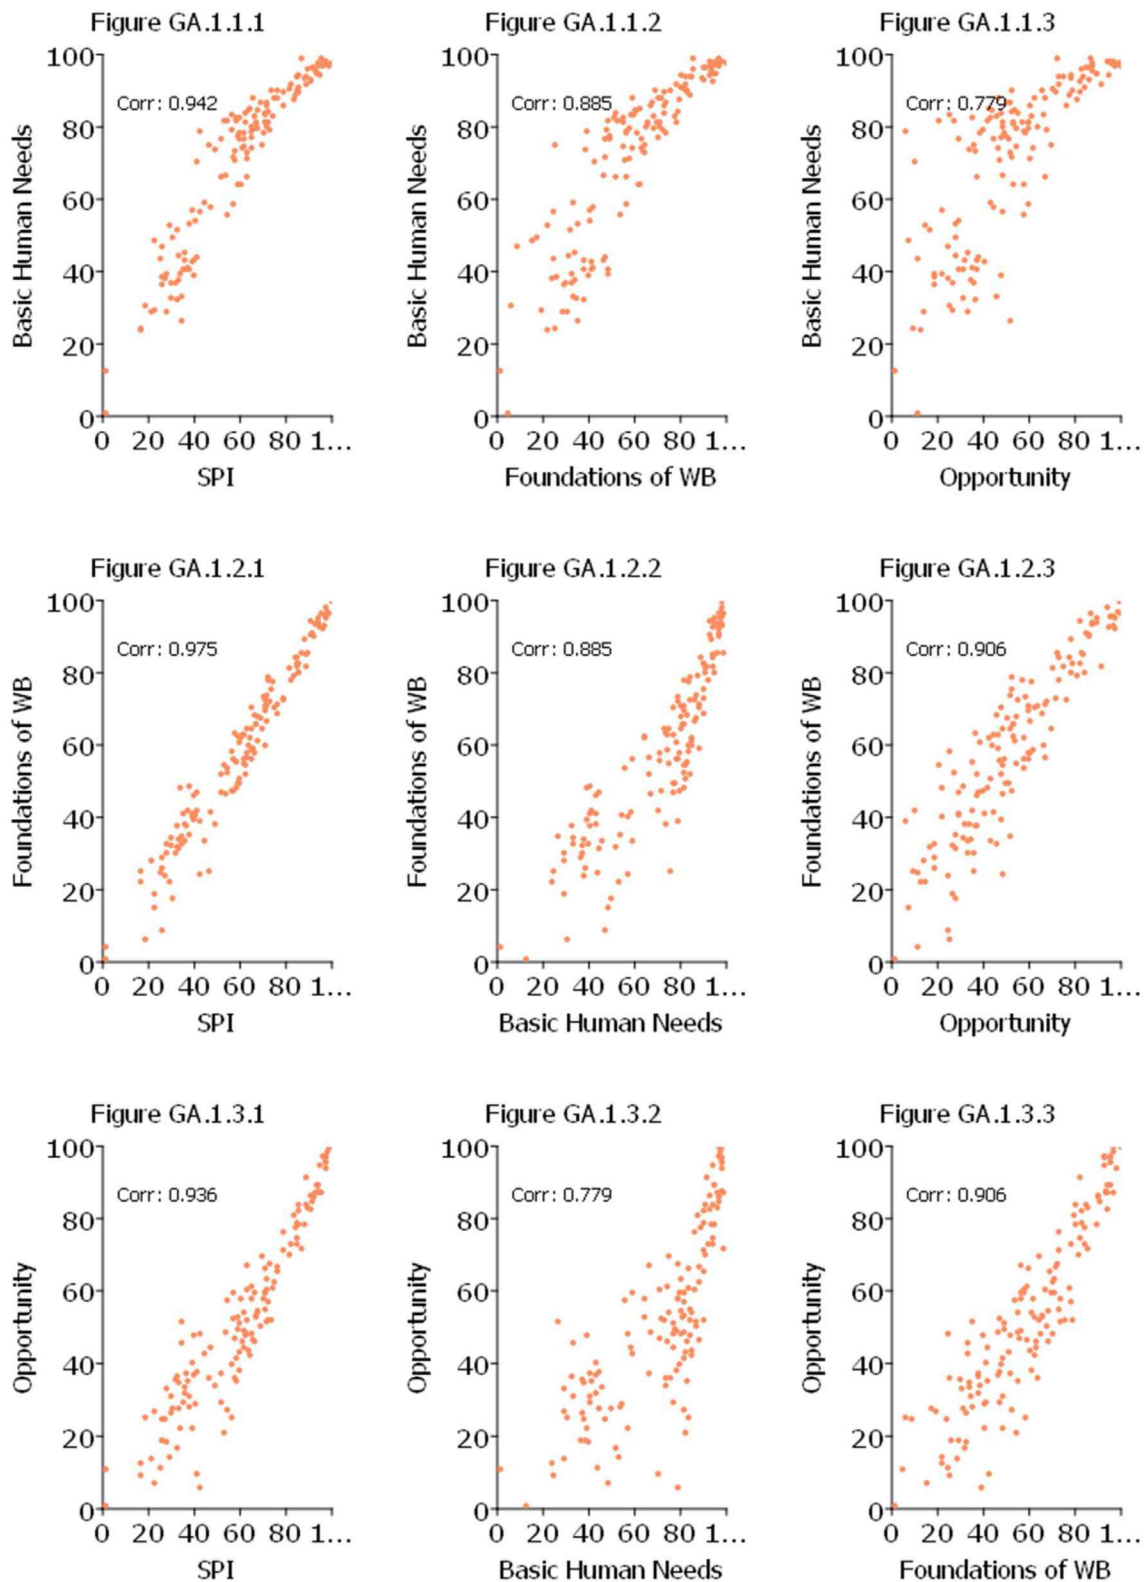 Figure GA.1.1.1
Figure GA.1.1.2
Figure GA.1.1.3
100
80
60
40
20
0
Basic Human Needs
Corr: 0.942
0 20 40 60 80 1...
SPI
100
80
60
40
20
0
Basic Human Needs
Corr: 0.885
0 20 40 60 80 1...
Foundations of WB
100
80
60
40
20
0
Basic Human Needs
Corr: 0.779
0 20 40 60 80 1...
Opportunity
Figure GA.1.2.1
Figure GA.1.2.2
Figure GA.1.2.3
100
80
60
40
20
0
Foundations of WB
Corr: 0.975
0 20 40 60 80 1...
SPI
100
80
60
40
20
0
Foundations of WB
Corr: 0.885
0 20 40 60 80 1...
Basic Human Needs
100
80
60
40
20
0
Foundations of WB
Corr: 0.906
0 20 40 60 80 1...
Opportunity
Figure GA.1.3.1
Figure GA.1.3.2
Figure GA.1.3.3
100
80
60
40
20
0
Opportunity
Corr: 0.936
0 20 40 60 80 1...
SPI
100
80
60
40
20
0
Opportunity
Corr: 0.779
0 20 40 60 80 1...
Basic Human Needs
100
80
60
40
20
0
Opportunity
Corr: 0.906
0 20 40 60 80 1...
Foundations of WB